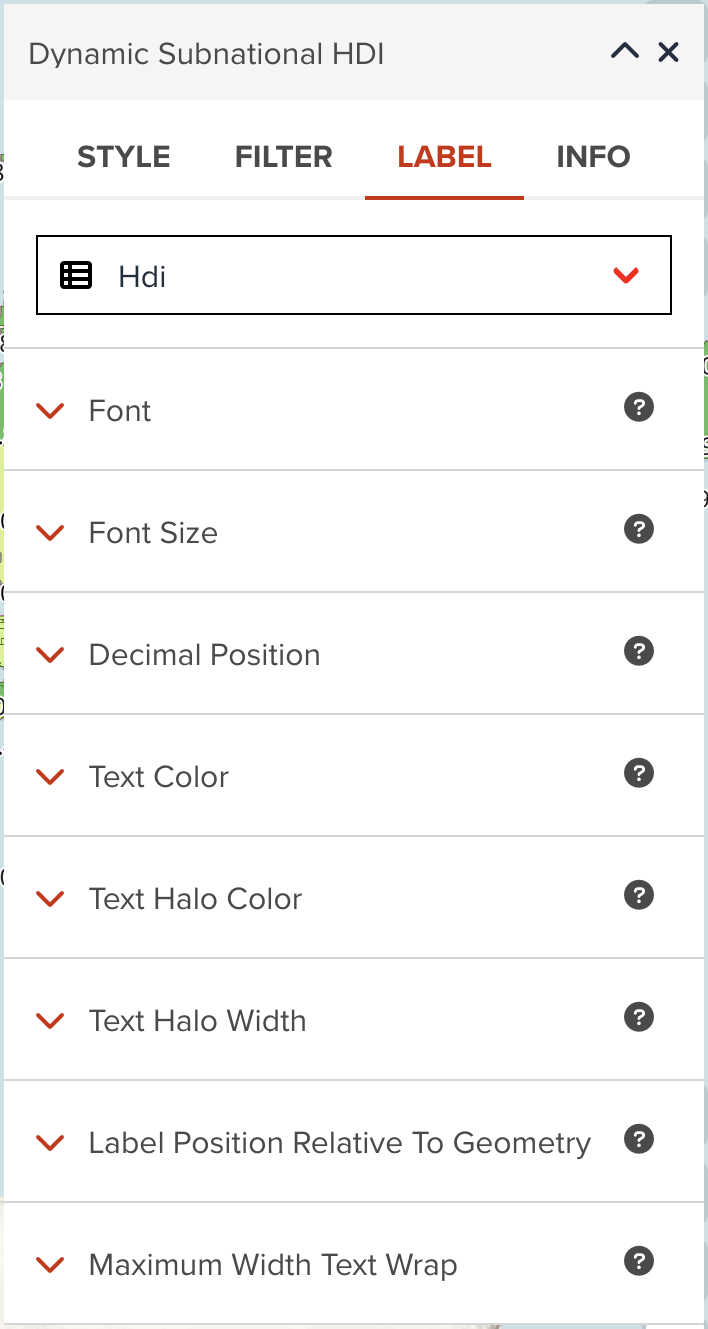 Dynamic Subnational HDI
STYLE FILTER LABEL INFO
Hdi
Font
Font Size
Decimal Position
Text Color
Text Halo Color
Text Halo Width
Label Position Relative To Geometry
Maximum Width Text Wrap